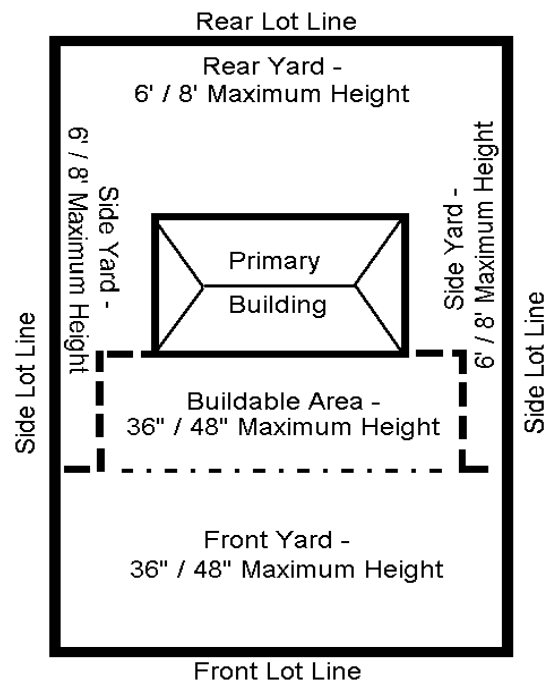 Rear Lot Line
Rear Yard -
6' / 8' Maximum Height
Side Yard -
6' / 8' Maximum Height
Side Yard -
6' / 8' Maximum Height
Primary
Building
Side Lot Line
Side Lot Line
Buildable Area -
36" / 48" Maximum Height
Front Yard -
36" / 48" Maximum Height
Front Lot Line